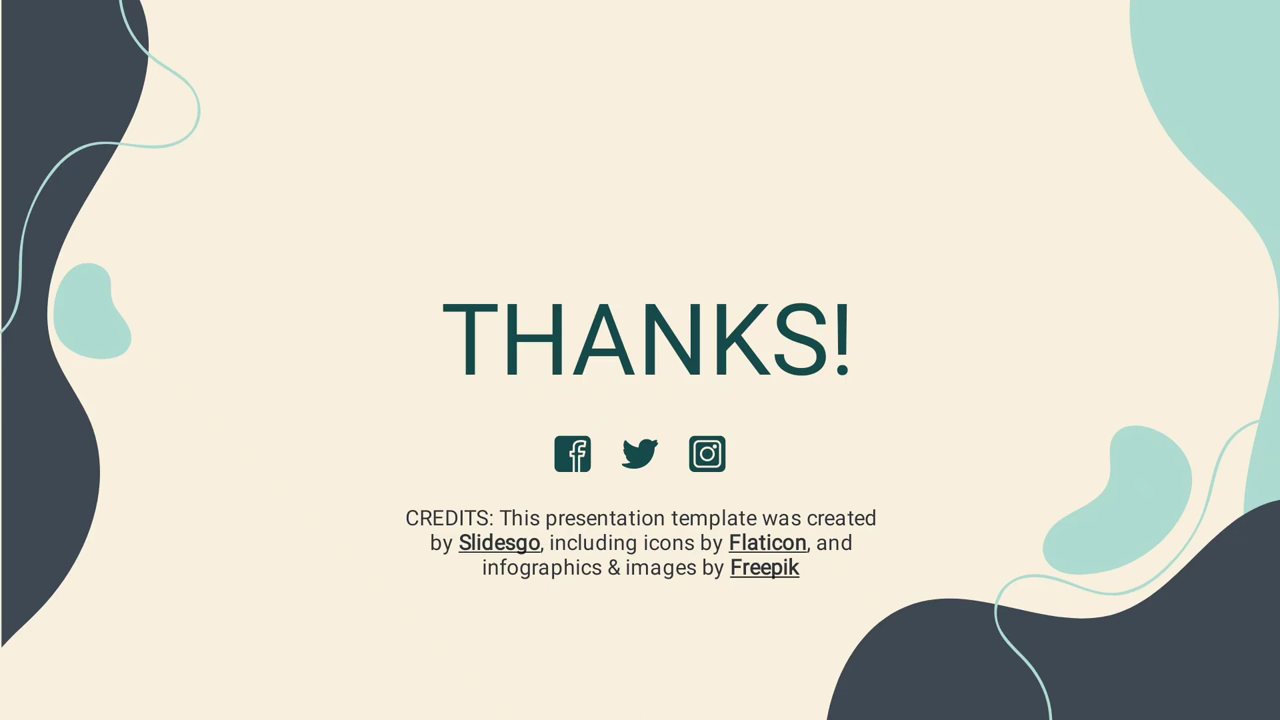 THANKS!
CREDITS: This presentation template was created
by Slidesgo, including icons by Flaticon, and
infographics & images by Freepik